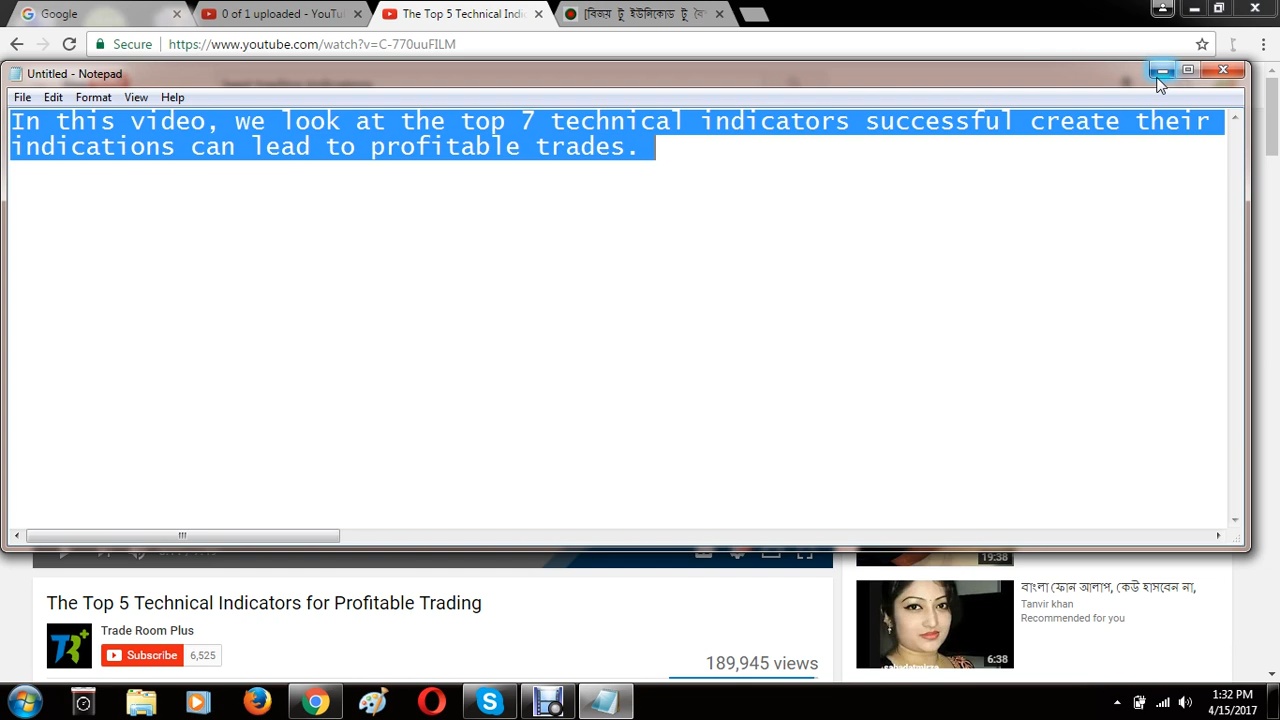 Google
0 of 1 uploaded - YouTu
The Top 5 Technical Indi
[বিজয় টু ইউনিকোড টু বৈ
Secure
https://www.youtube.com/watch?v=C-770uuFILM
Untitled - Notepad
File Edit Format View Help
In this video, we look at the top 7 technical indicators successful create their
indications can lead to profitable trades.
19:38
The Top 5 Technical Indicators for Profitable Trading
Trade Room Plus
Subscribe 6,525
189,945 views
বাংলা ফোন আলাপ, কেউ হাসবেন না,
Tanvir khan
Recommended for you
6:38
1:32 PM
4/15/2017